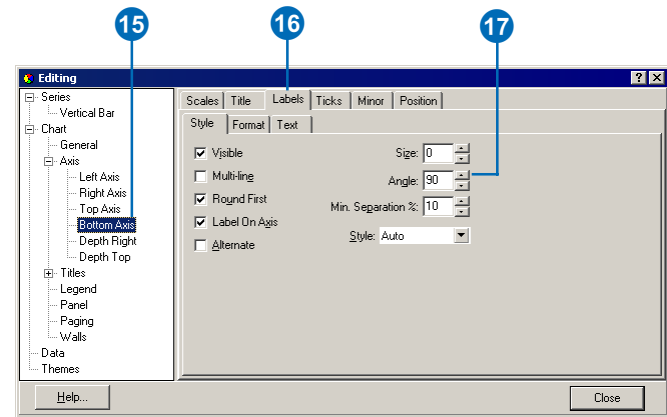 15 16 17
Editing
Series
Vertical Bar
Chart
General
Axis
Left Axis
Right Axis
Top Axis
Bottom Axis
Depth Right
Depth Top
Titles
Legend
Panel
Paging
Walls
Data
Themes
Scales Title Labels Ticks Minor Position
Style Format Text
Visible
Multi-line
Round First
Label On Axis
Alternate
Size: 0
Angle: 90
Min. Separation %: 10
Style: Auto
Help... Close